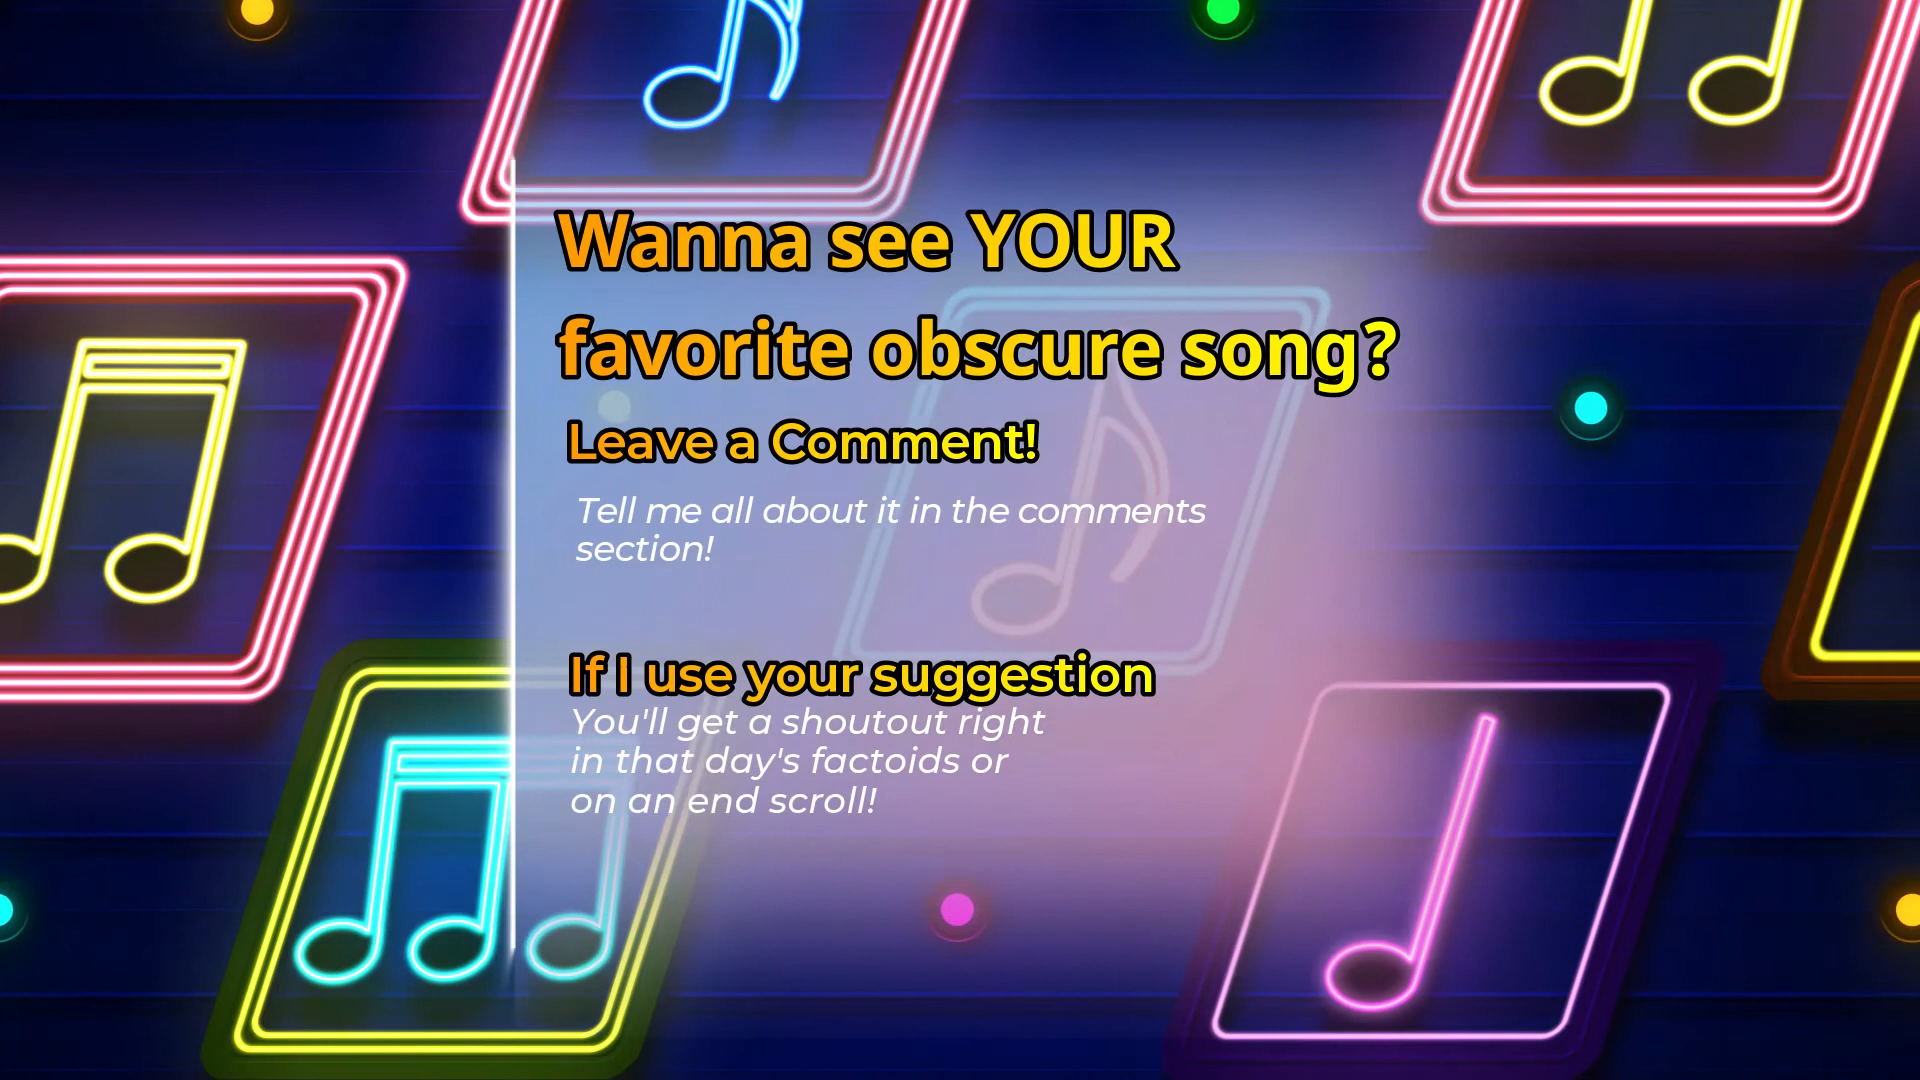 Wanna see YOUR
favorite obscure song?
Leave a Comment!
Tell me all about it in the comments
section!
If I use your suggestion
You'll get a shoutout right
in that day's factoids or
on an end scroll!